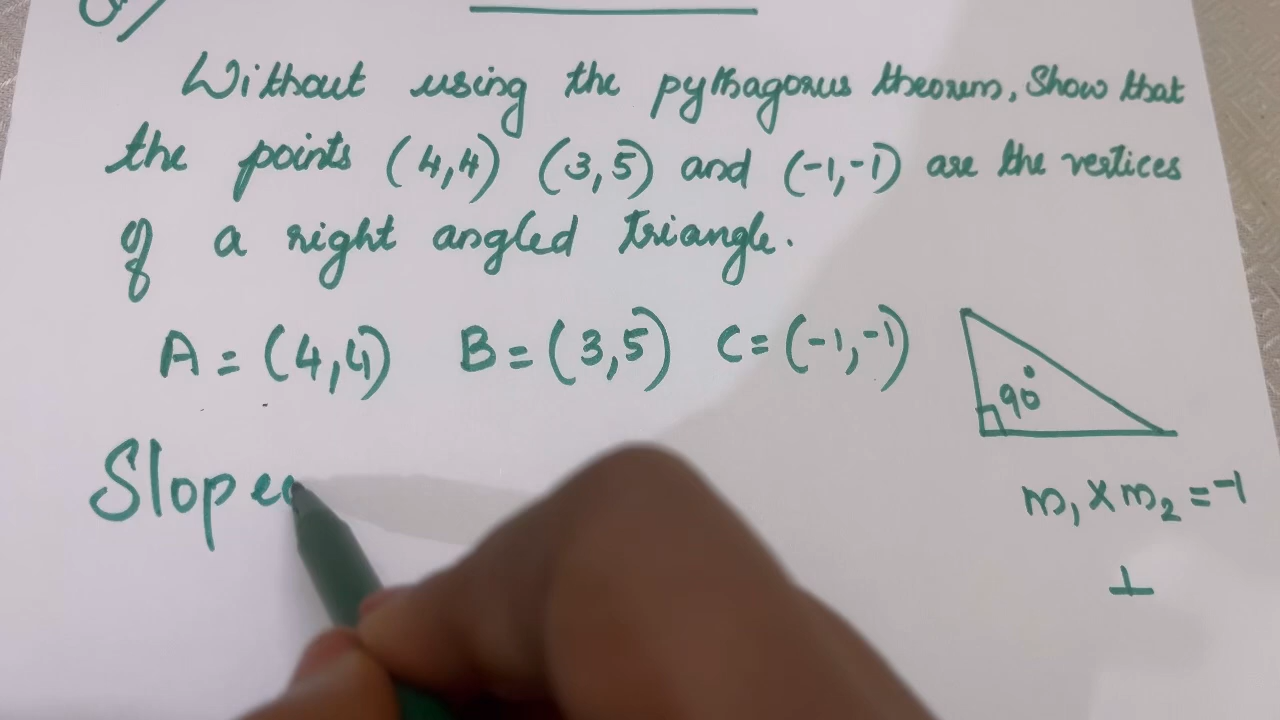 Without using the pythagorus theorem, Show that
the points (4,4) (3,5) and (-1,-1) are the vertices
of a right angled triangle.
A = (4,4) B = (3,5) C = (-1,-1)
90°
Slope
m₁ × m₂ = -1
⊥